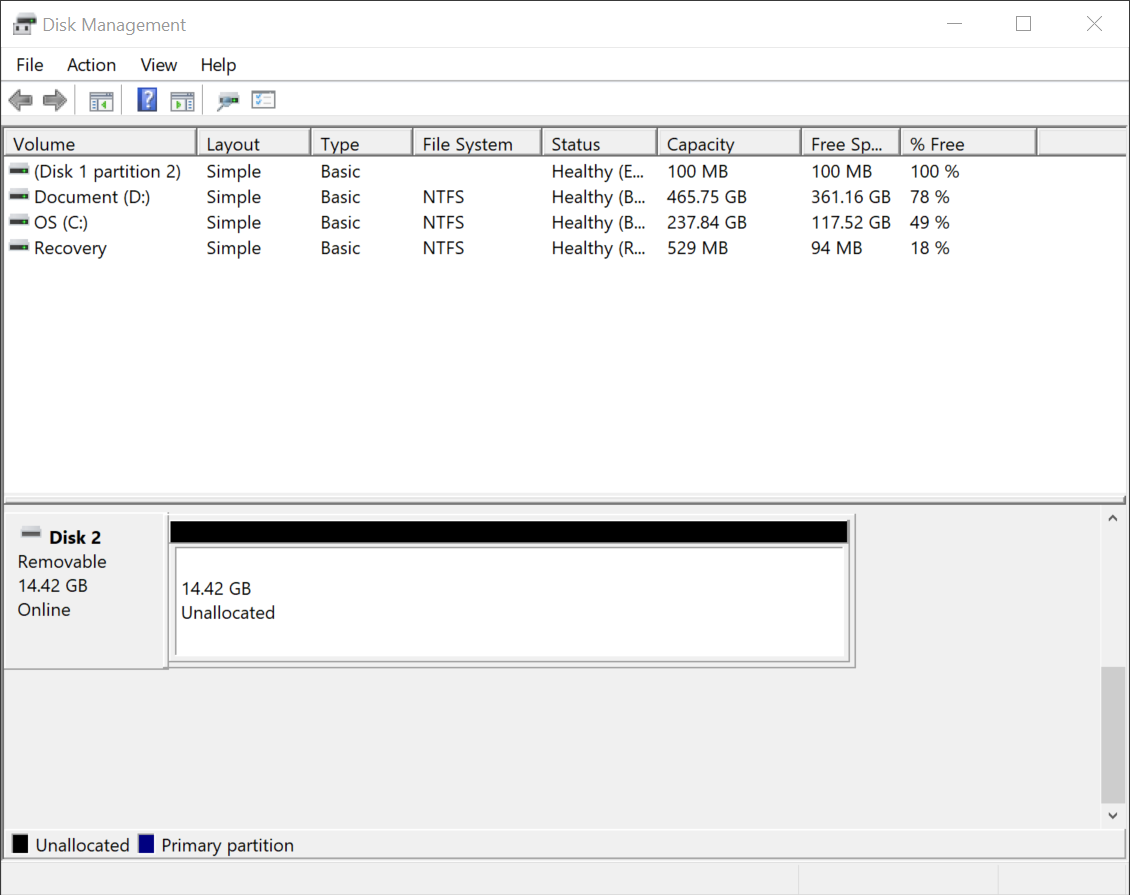 Disk Management
File Action View Help
Volume Layout Type File System Status Capacity Free Sp... % Free
(Disk 1 partition 2) Simple Basic Healthy (E... 100 MB 100 MB 100 %
Document (D:) Simple Basic NTFS Healthy (B... 465.75 GB 361.16 GB 78 %
OS (C:) Simple Basic NTFS Healthy (B... 237.84 GB 117.52 GB 49 %
Recovery Simple Basic NTFS Healthy (R... 529 MB 94 MB 18 %
Disk 2
Removable
14.42 GB
Online
14.42 GB
Unallocated
Unallocated Primary partition